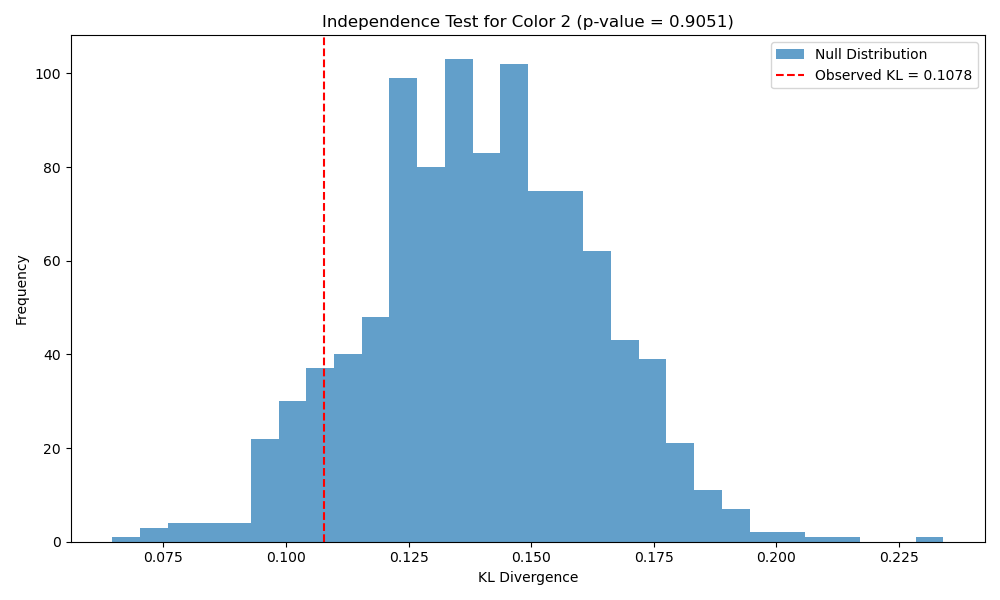 Independence Test for Color 2 (p-value = 0.9051)
Null Distribution
Observed KL = 0.1078
Frequency
100
80
60
40
20
0
0.075 0.100 0.125 0.150 0.175 0.200 0.225
KL Divergence